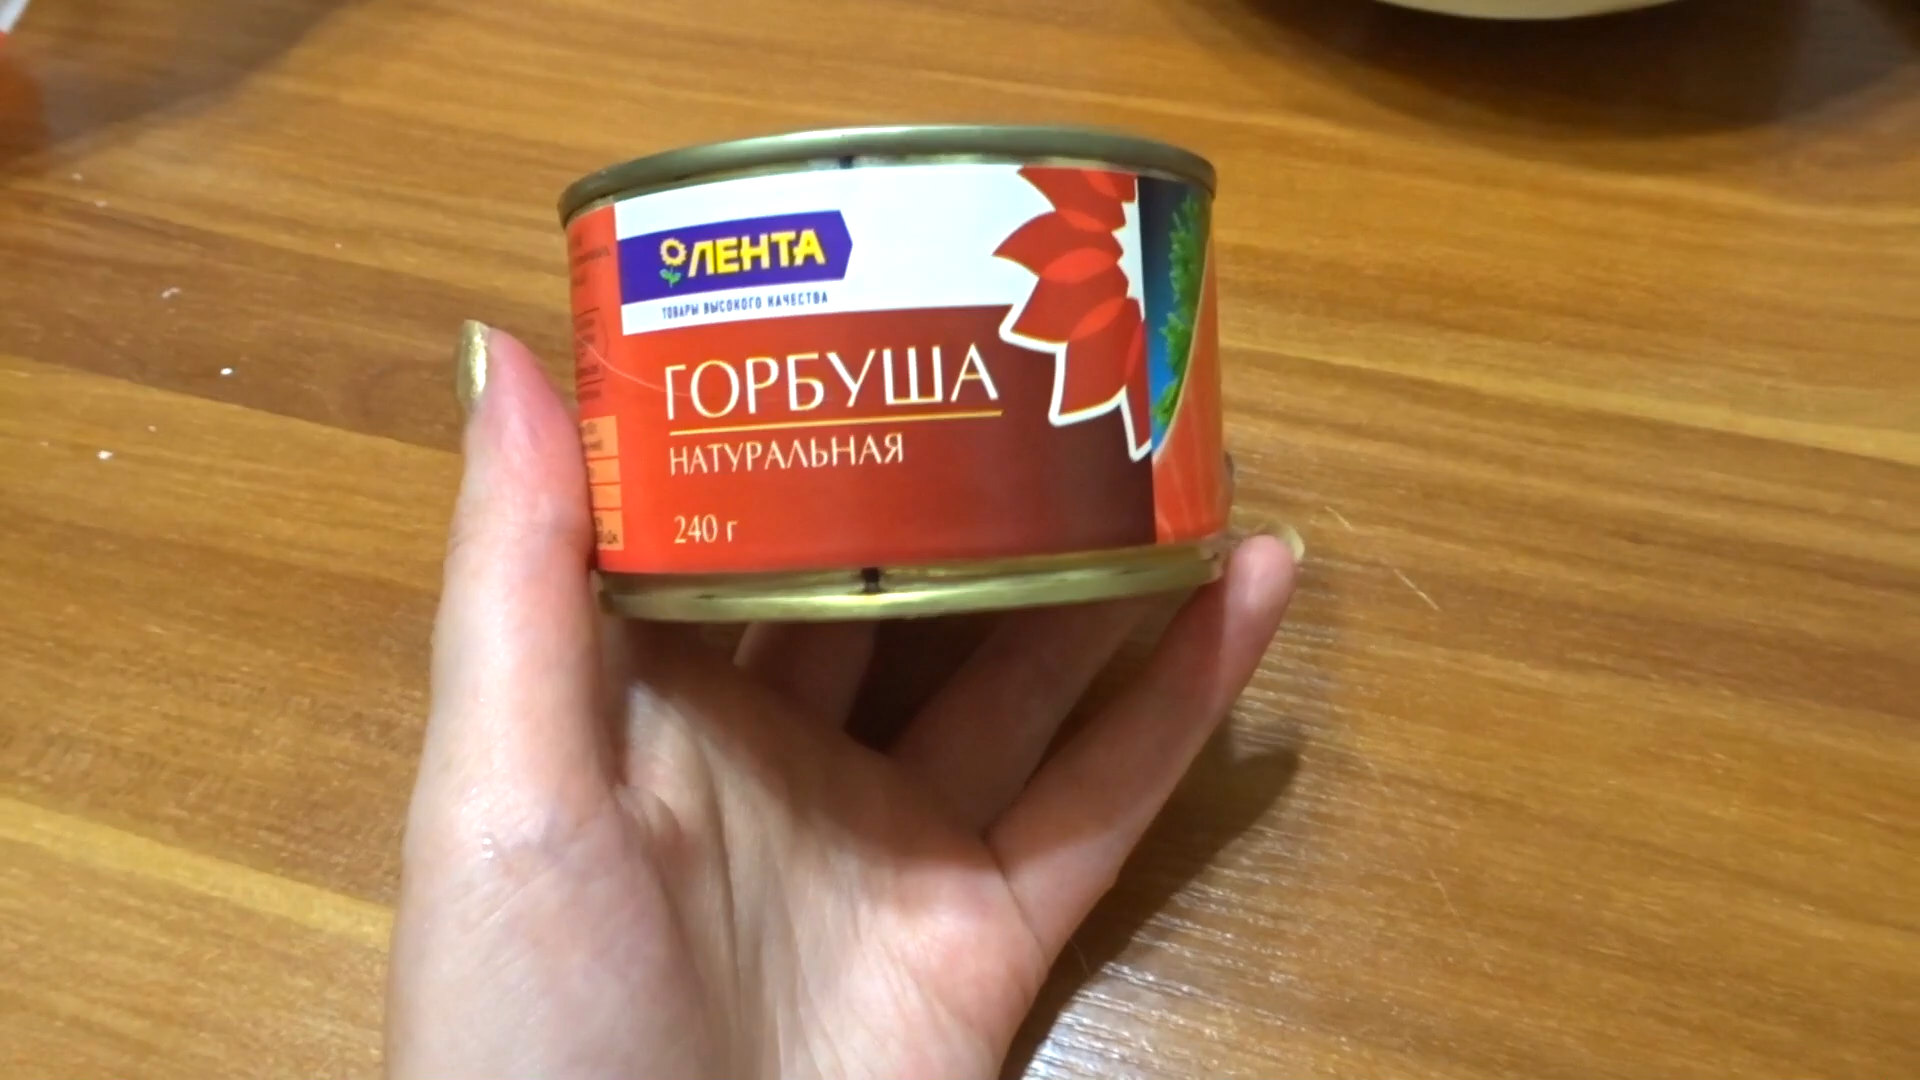 ЛЕНТА
ТОВАРЫ ВЫСОКОГО КАЧЕСТВА
ГОРБУША
НАТУРАЛЬНАЯ
240 г